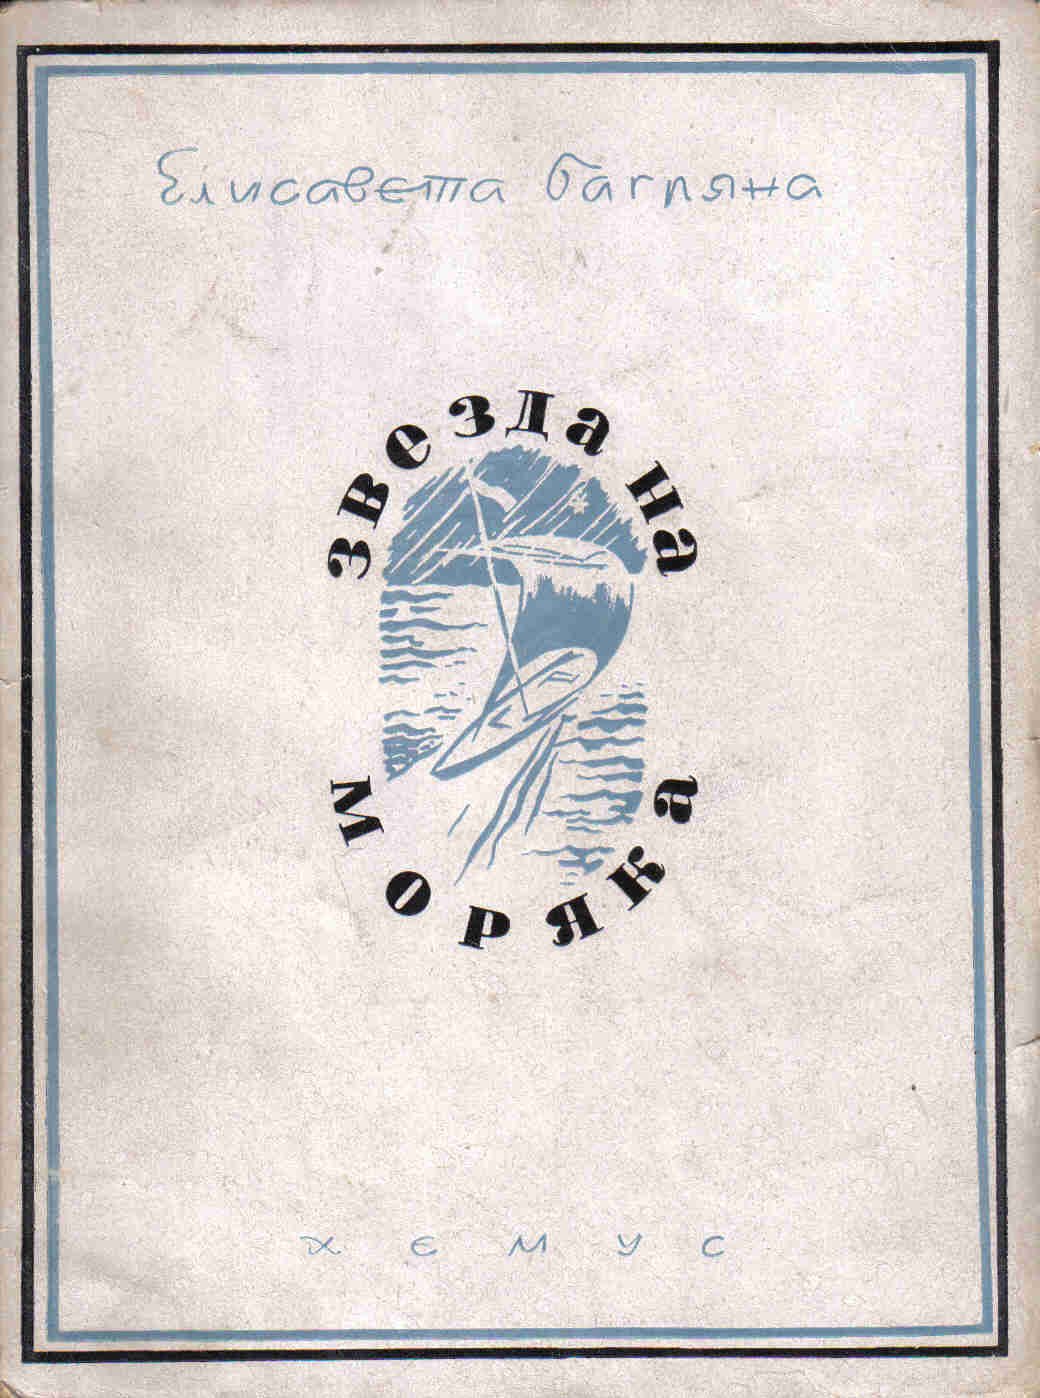 Елисавета Багряна
звезда на
моряка
хемус